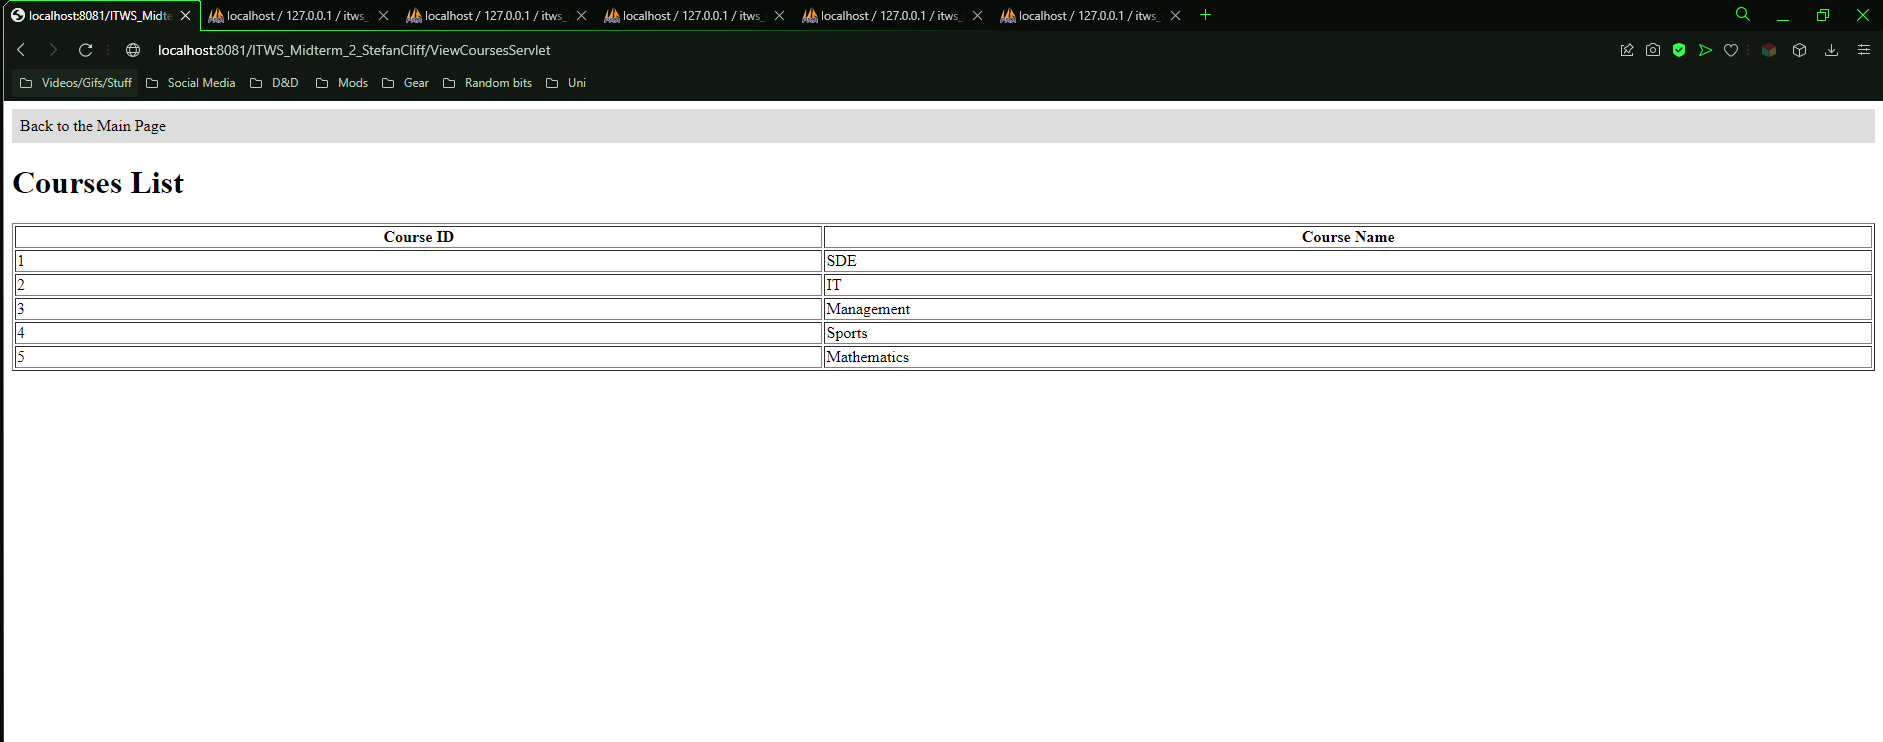 localhost:8081/ITWS_Midte
localhost / 127.0.0.1 / itws_
localhost / 127.0.0.1 / itws_
localhost / 127.0.0.1 / itws_
localhost / 127.0.0.1 / itws_
localhost / 127.0.0.1 / itws_
localhost:8081/ITWS_Midterm_2_StefanCliff/ViewCoursesServlet
Videos/Gifs/Stuff Social Media D&D Mods Gear Random bits Uni
Back to the Main Page
Courses List
Course ID Course Name
1 SDE
2 IT
3 Management
4 Sports
5 Mathematics